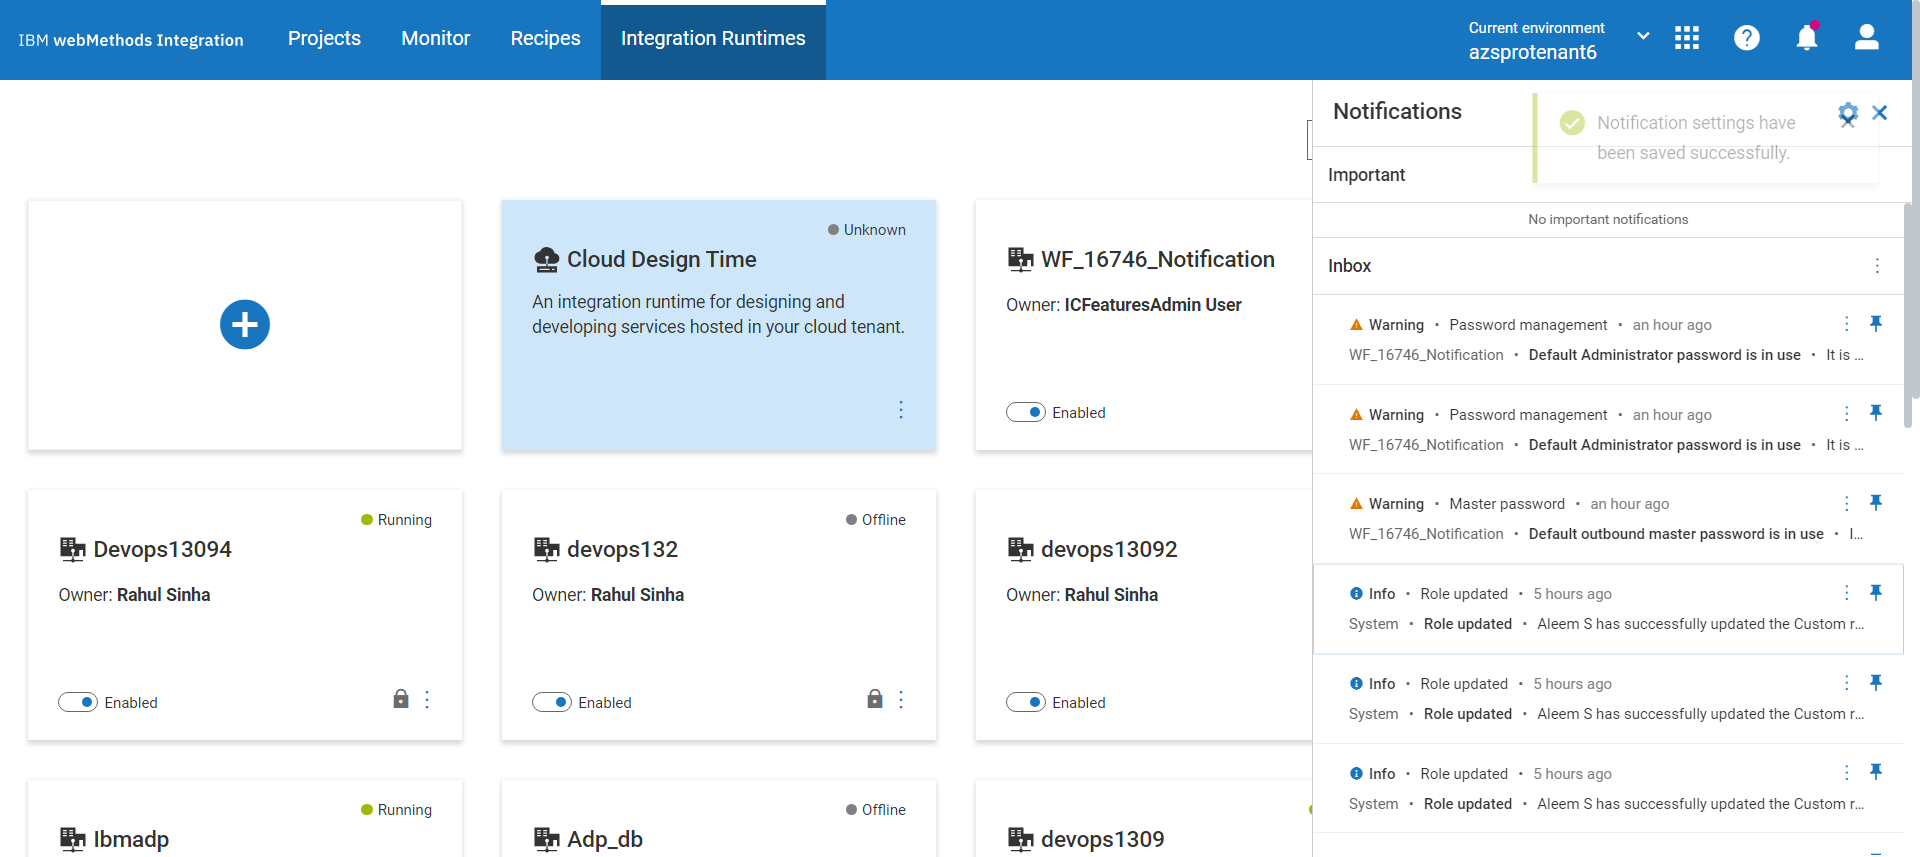 IBM webMethods Integration
Projects
Monitor
Recipes
Integration Runtimes
Current environment
azsprotenant6
Notifications
Notification settings have
been saved successfully.
Important
No important notifications
Inbox
Warning • Password management • an hour ago
WF_16746_Notification • Default Administrator password is in use • It is ...
Warning • Password management • an hour ago
WF_16746_Notification • Default Administrator password is in use • It is ...
Warning • Master password • an hour ago
WF_16746_Notification • Default outbound master password is in use • I...
Info • Role updated • 5 hours ago
System • Role updated • Aleem S has successfully updated the Custom r...
Info • Role updated • 5 hours ago
System • Role updated • Aleem S has successfully updated the Custom r...
Info • Role updated • 5 hours ago
System • Role updated • Aleem S has successfully updated the Custom r...
Unknown
Cloud Design Time
An integration runtime for designing and
developing services hosted in your cloud tenant.
WF_16746_Notification
Owner: ICFeaturesAdmin User
Enabled
Running
Devops13094
Owner: Rahul Sinha
Enabled
Offline
devops132
Owner: Rahul Sinha
Enabled
devops13092
Owner: Rahul Sinha
Enabled
Running
Ibmadp
Offline
Adp_db
devops1309